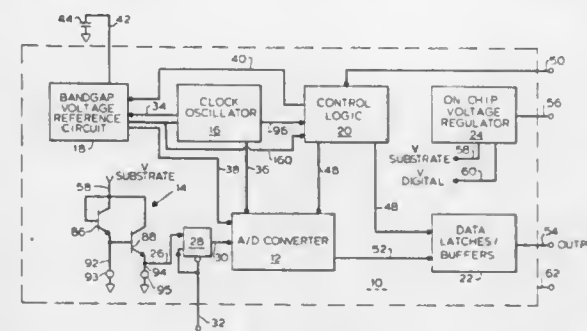 44
42
40
50
BANDGAP
VOLTAGE
REFERENCE
CIRCUIT
18
34
CLOCK
OSCILLATOR
16
96
CONTROL
LOGIC
20
ON CHIP
VOLTAGE
REGULATOR
24
56
160
38
36
48
58
V
SUBSTRATE
60
V
DIGITAL
V
SUBSTRATE
58
14
86
88
26
28
30
A/D CONVERTER
12
48
52
DATA
LATCHES/
BUFFERS
22
54
OUTP
92
93
94
95
10
62
32